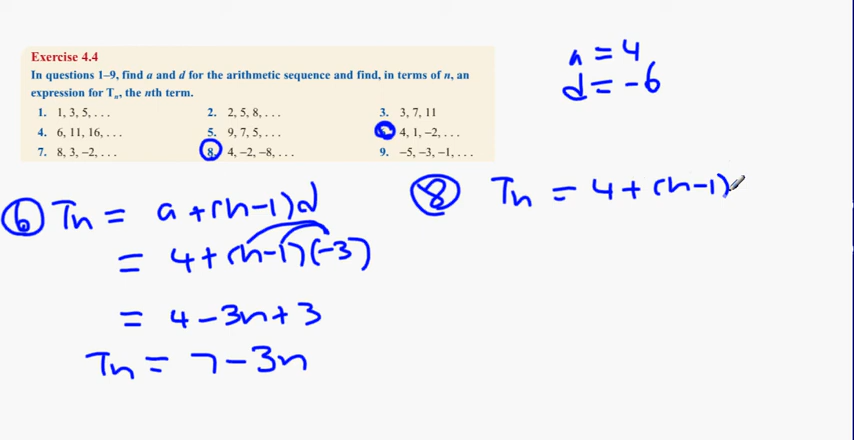 Exercise 4.4
In questions 1–9, find a and d for the arithmetic sequence and find, in terms of n, an
expression for Tₙ, the nth term.
1. 1, 3, 5, . . . 2. 2, 5, 8, . . . 3. 3, 7, 11
4. 6, 11, 16, . . . 5. 9, 7, 5, . . . 4, 1, −2, . . .
7. 8, 3, −2, . . . 8. 4, −2, −8, . . . 9. −5, −3, −1, . . .
a = 4
d = −6
6 Tn = a + (n−1)d
= 4 + (n−1)(−3)
= 4 − 3n + 3
Tn = 7 − 3n
8 Tn = 4 + (n−1)